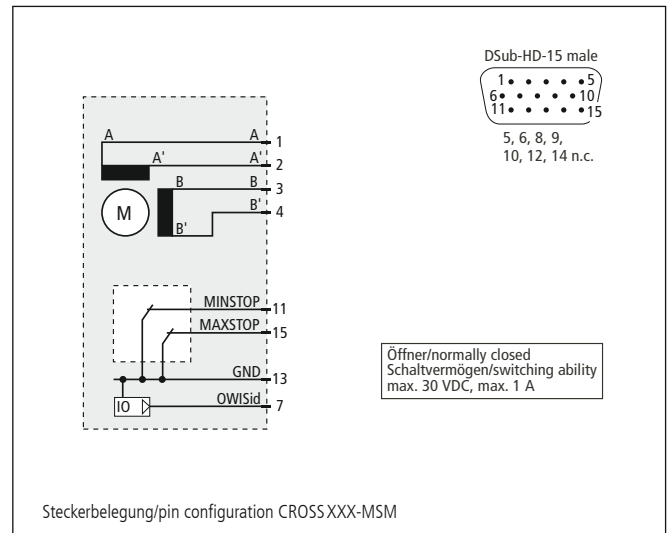 DSub-HD-15 male
1 5
6 10
11 15
5, 6, 8, 9,
10, 12, 14 n.c.
A A 1
A' A' 2
B B 3
M B' 4
B'
MINSTOP 11
MAXSTOP 15
GND 13
IO OWISid 7
Öffner/normally closed
Schaltvermögen/switching ability
max. 30 VDC, max. 1 A
Steckerbelegung/pin configuration CROSS XXX-MSM